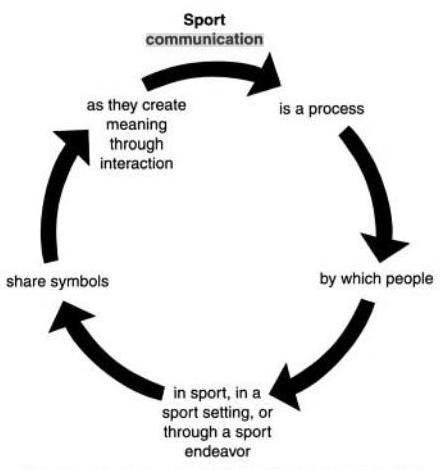 Sport
communication
is a process
by which people
in sport, in a
sport setting, or
through a sport
endeavor
share symbols
as they create
meaning
through
interaction